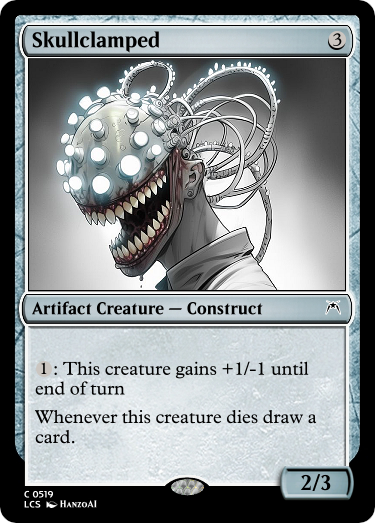 Skullclamped 3
Artifact Creature — Construct
1: This creature gains +1/-1 until
end of turn
Whenever this creature dies draw a
card.
2/3
C 0519
LCS HanzoAI